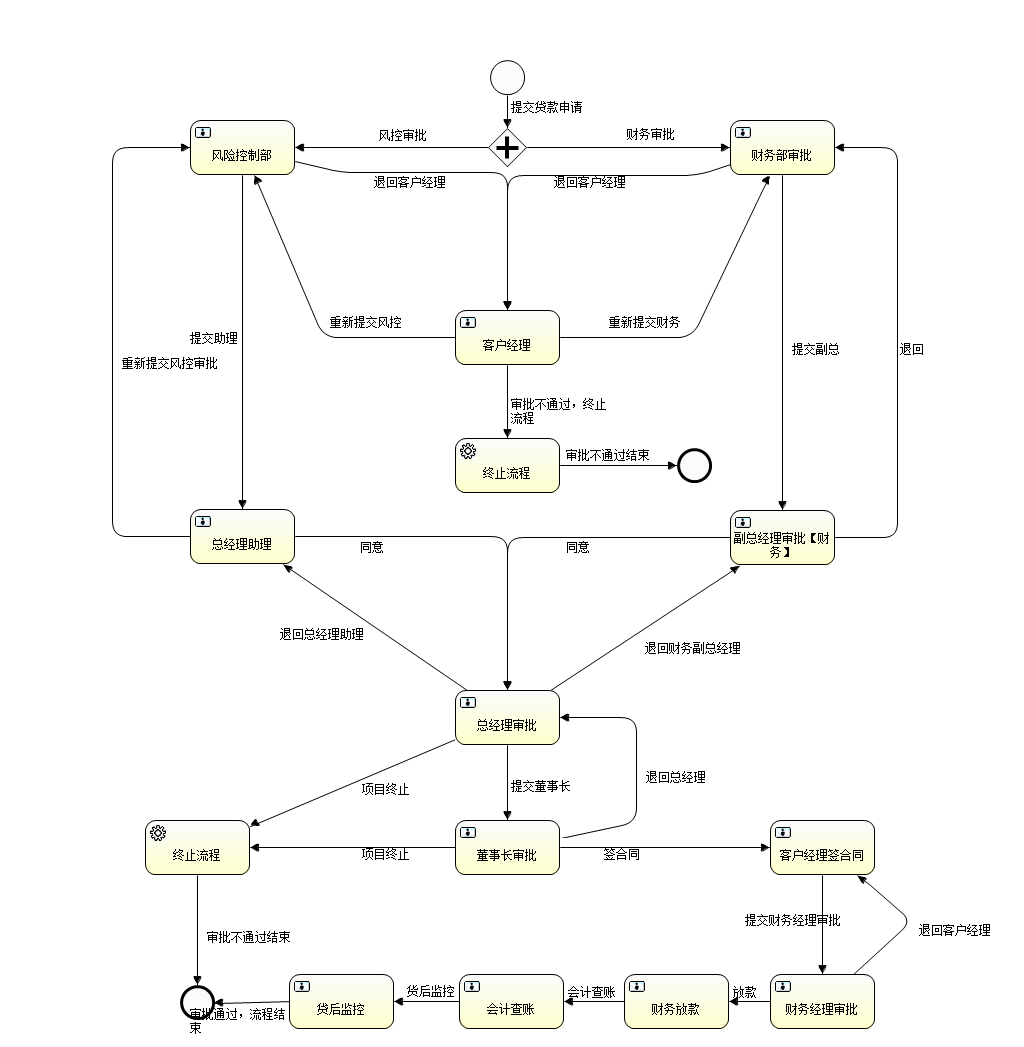 提交贷款申请
风控审批
财务审批
风险控制部
财务部审批
退回客户经理
退回客户经理
重新提交风控
重新提交财务
客户经理
提交助理
提交副总
退回
重新提交风控审批
审批不通过，终止
流程
审批不通过结束
终止流程
总经理助理
副总经理审批【财
务】
同意
同意
退回总经理助理
退回财务副总经理
总经理审批
退回总经理
项目终止
提交董事长
终止流程
项目终止
董事长审批
签合同
客户经理签合同
提交财务经理审批
退回客户经理
审批不通过结束
贷后监控
会计查账
放款
审批通过，流程结
束
贷后监控
会计查账
财务放款
财务经理审批